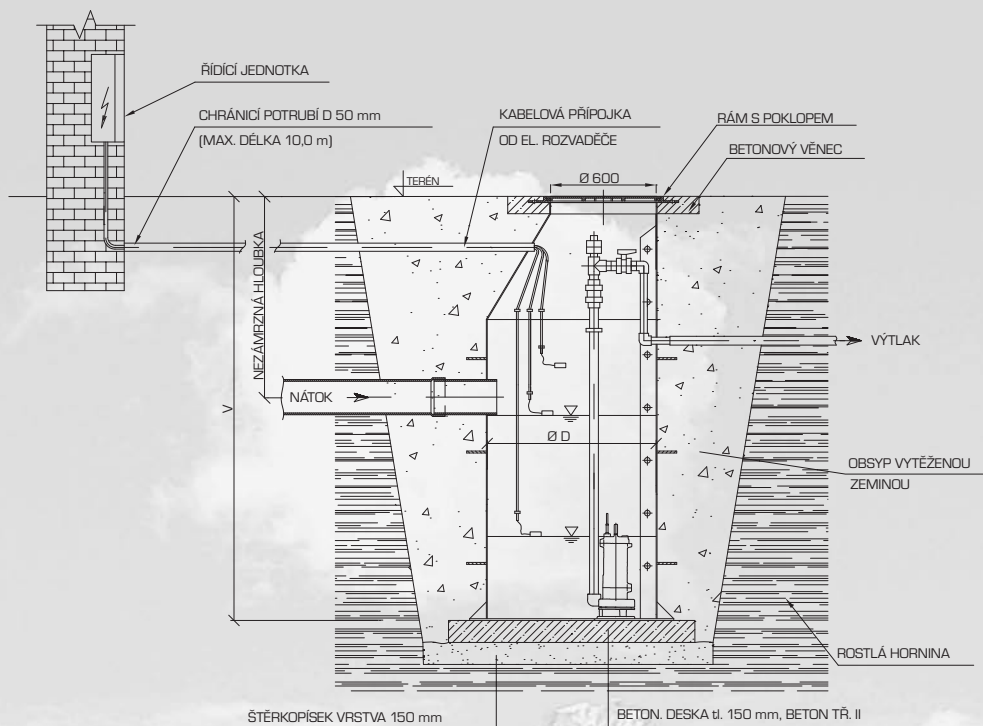 ŘÍDÍCÍ JEDNOTKA
CHRÁNICÍ POTRUBÍ D 50 mm
(MAX. DÉLKA 10,0 m)
KABELOVÁ PŘÍPOJKA
OD EL. ROZVADĚČE
RÁM S POKLOPEM
BETONOVÝ VĚNEC
TERÉN
Ø 600
NEZÁMRZNÁ HLOUBKA
V
VÝTLAK
NÁTOK
Ø D
OBSYP VYTĚŽENOU
ZEMINOU
ROSTLÁ HORNINA
ŠTĚRKOPÍSEK VRSTVA 150 mm
BETON. DESKA tl. 150 mm, BETON TŘ. II